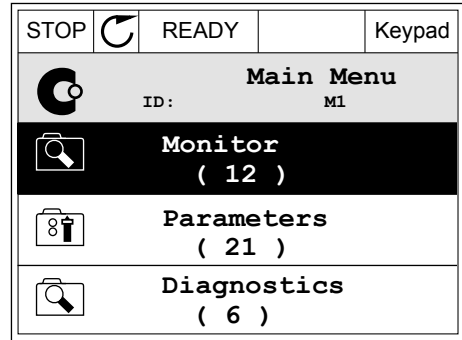 STOP READY Keypad
Main Menu
ID: M1
Monitor
( 12 )
Parameters
( 21 )
Diagnostics
( 6 )